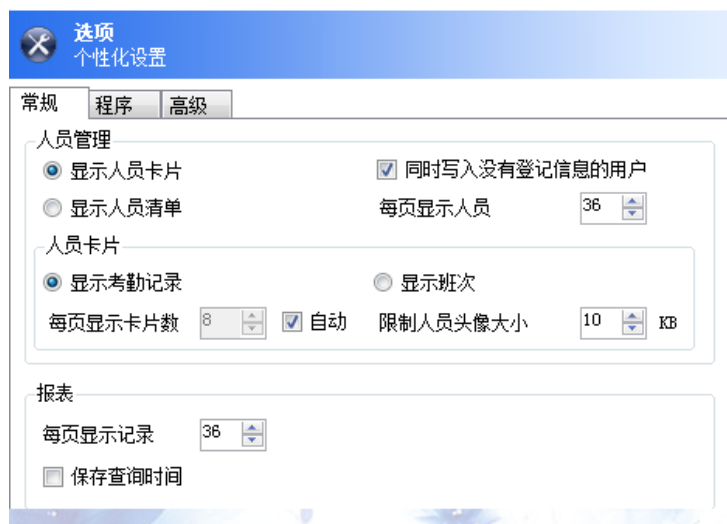 选项
个性化设置
常规 程序 高级
人员管理
显示人员卡片 同时写入没有登记信息的用户
显示人员清单 每页显示人员 36
人员卡片
显示考勤记录 显示班次
每页显示卡片数 8 自动 限制人员头像大小 10 KB
报表
每页显示记录 36
保存查询时间